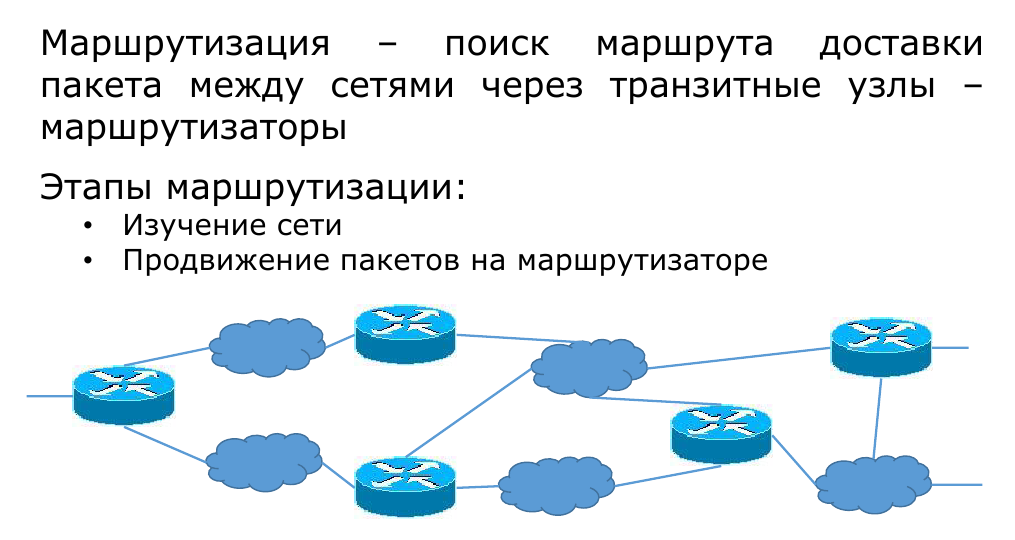 Маршрутизация – поиск маршрута доставки
пакета между сетями через транзитные узлы –
маршрутизаторы
Этапы маршрутизации:
• Изучение сети
• Продвижение пакетов на маршрутизаторе